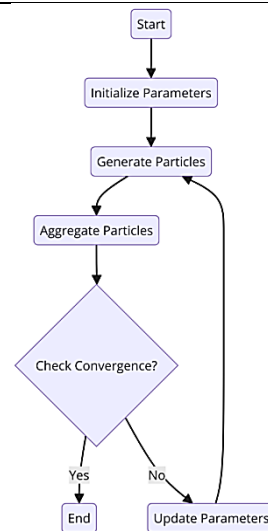 Start
Initialize Parameters
Generate Particles
Aggregate Particles
Check Convergence?
Yes
No
End
Update Parameters